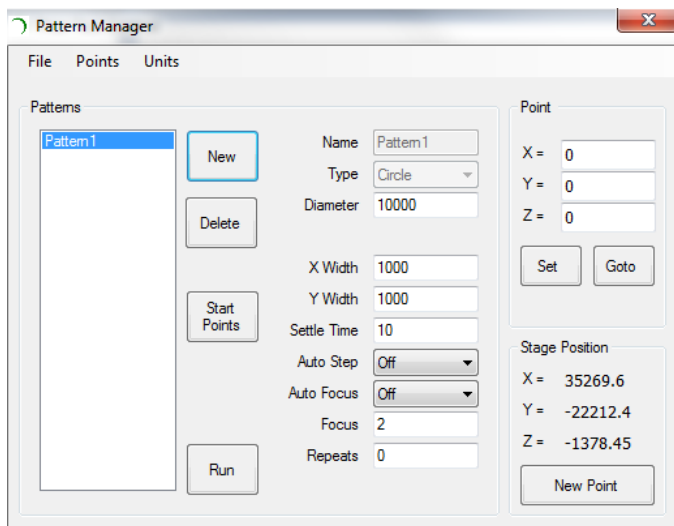 Pattern Manager
File Points Units
Patterns
Pattern1
New
Delete
Start
Points
Run
Name Pattern1
Type Circle
Diameter 10000
X Width 1000
Y Width 1000
Settle Time 10
Auto Step Off
Auto Focus Off
Focus 2
Repeats 0
Point
X = 0
Y = 0
Z = 0
Set Goto
Stage Position
X = 35269.6
Y = -22212.4
Z = -1378.45
New Point